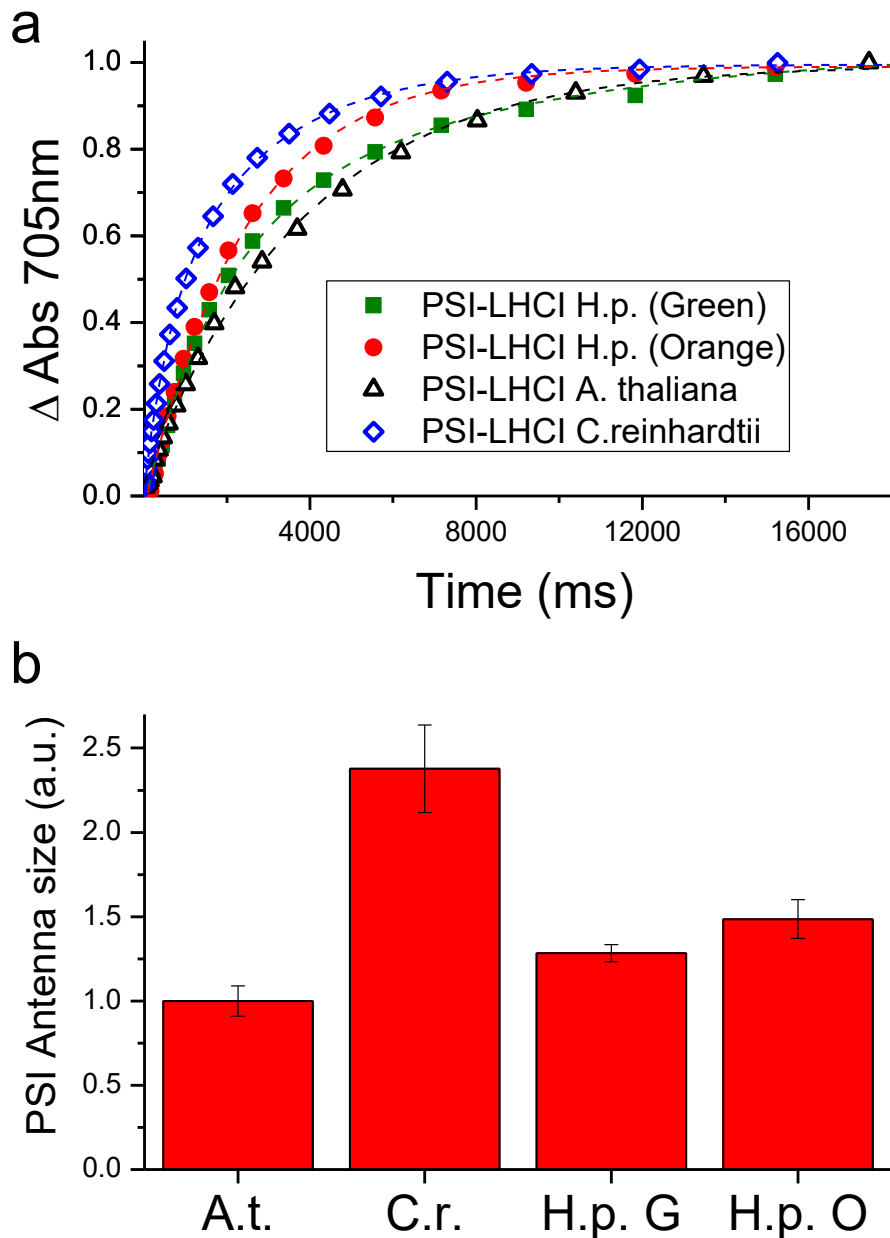 a
Δ Abs 705nm
1.0
0.8
0.6
0.4
0.2
0.0
PSI-LHCI H.p. (Green)
PSI-LHCI H.p. (Orange)
PSI-LHCI A. thaliana
PSI-LHCI C.reinhardtii
4000 8000 12000 16000
Time (ms)
b
PSI Antenna size (a.u.)
2.5
2.0
1.5
1.0
0.5
0.0
A.t. C.r. H.p. G H.p. O